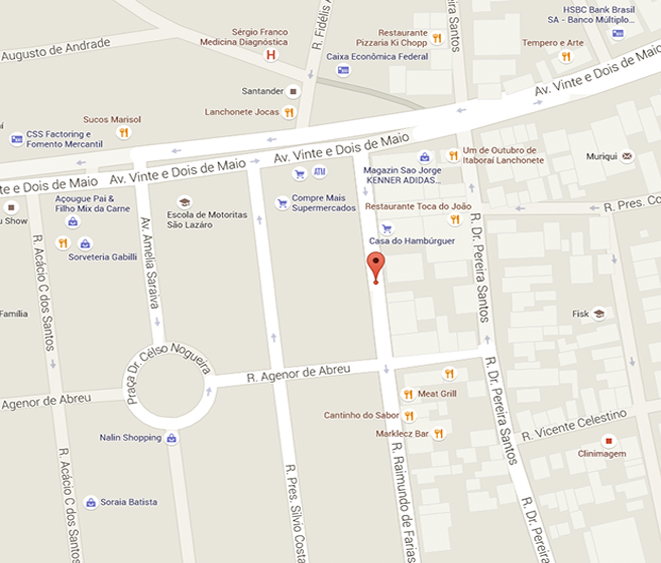 HSBC Bank Brasil
SA - Banco Múltiplo...
Sérgio Franco
Medicina Diagnóstica
R. Fidélis A
Restaurante
Pizzaria Ki Chopp
Pereira Santos
Tempero e Arte
Augusto de Andrade
Caixa Econômica Federal
Av. Vinte e Dois de Maio
Santander
Lanchonete Jocas
Sucos Marisol
CSS Factoring e
Fomento Mercantil
Av. Vinte e Dois de Maio
Um de Outubro de
Itaboraí Lanchonete
Muriqui
te e Dois de Maio
Av. Vinte e Dois de Maio
ATM
Magazin Sao Jorge
KENNER ADIDAS...
Açougue Pai &
Filho Mix da Carne
Escola de Motoritas
São Lazáro
Compre Mais
Supermercados
Restaurante Toca do João
R. Pres. Co
u Show
Casa do Hambúrguer
Sorveteria Gabilli
Av. Amelia Saraiva
R. Acácio C dos Santos
R. Dr. Pereira Santos
Família
Fisk
Praça Dr. Celso Nogueira
R. Agenor de Abreu
Agenor de Abreu
R. Dr. Pereira Santos
Meat Grill
Cantinho do Sabor
R. Vicente Celestino
Nalin Shopping
Marklecz Bar
Clinimagem
R. Acácio C dos Santos
R. Pres. Silvio Costa
R. Raimundo de Farias
Soraia Batista
R. Dr. Pereira